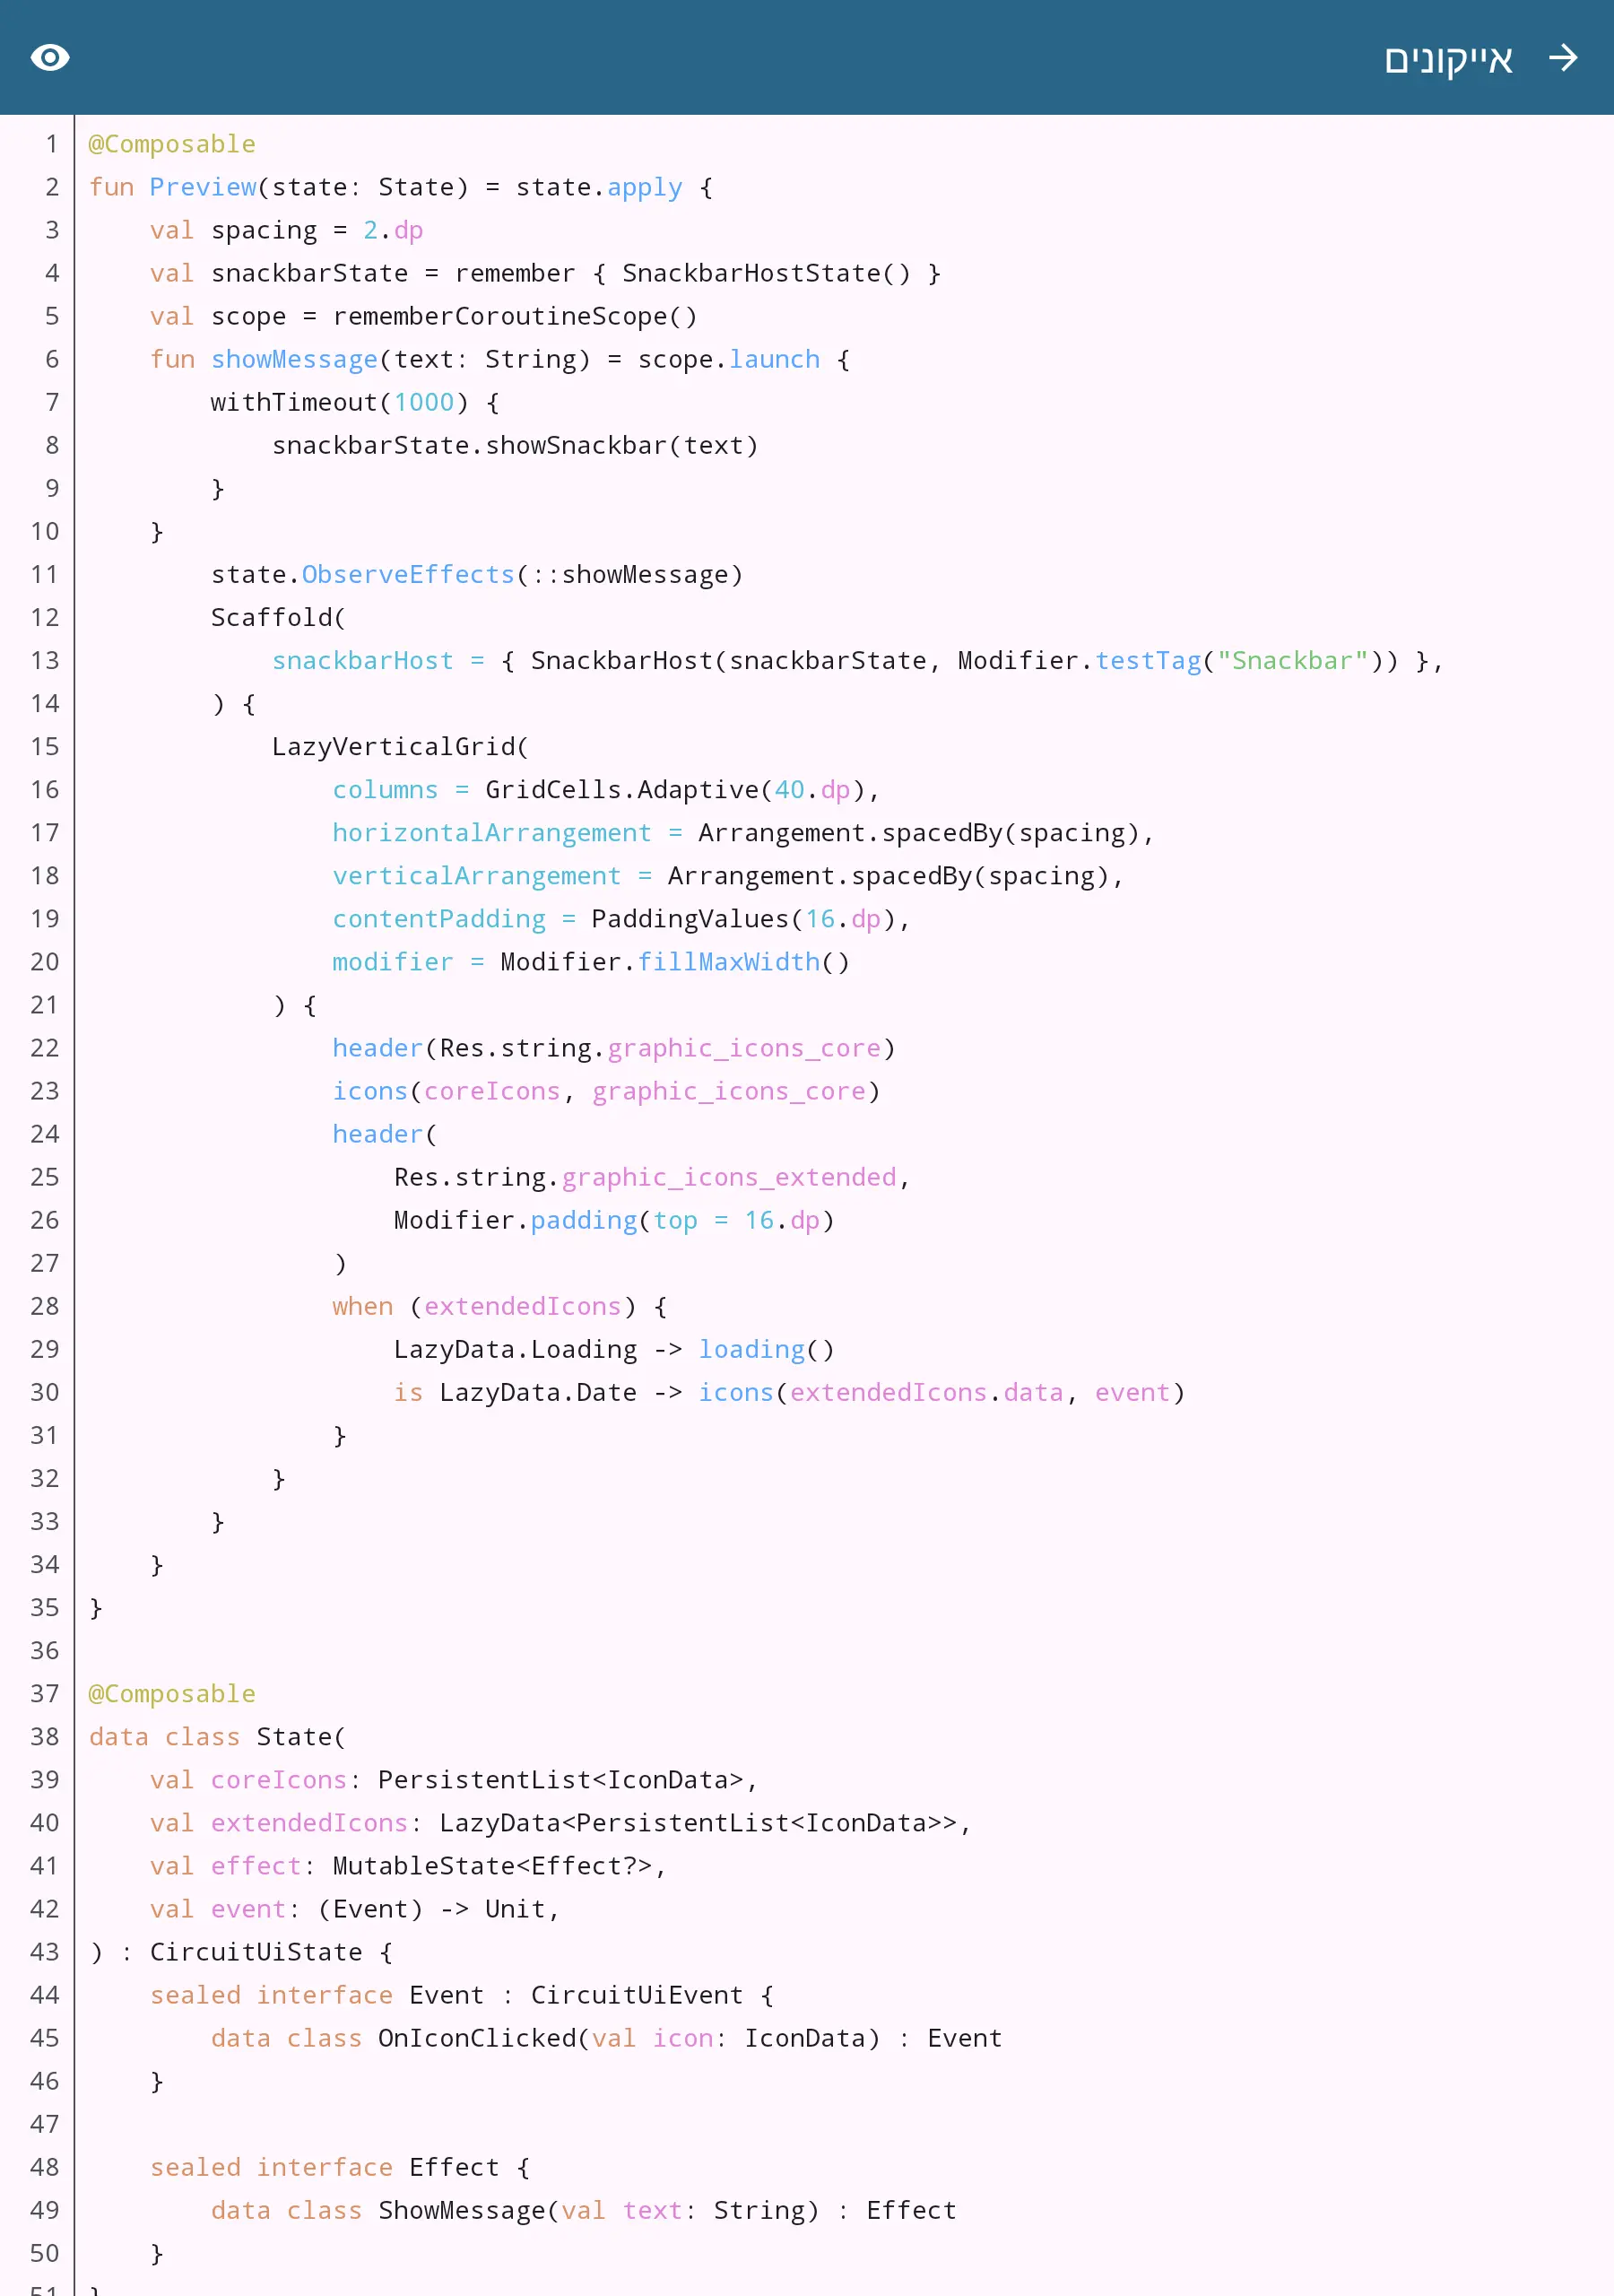 אייקונים
1 @Composable
2 fun Preview(state: State) = state.apply {
3     val spacing = 2.dp
4     val snackbarState = remember { SnackbarHostState() }
5     val scope = rememberCoroutineScope()
6     fun showMessage(text: String) = scope.launch {
7         withTimeout(1000) {
8             snackbarState.showSnackbar(text)
9         }
10     }
11         state.ObserveEffects(::showMessage)
12         Scaffold(
13             snackbarHost = { SnackbarHost(snackbarState, Modifier.testTag("Snackbar")) },
14         ) {
15             LazyVerticalGrid(
16                 columns = GridCells.Adaptive(40.dp),
17                 horizontalArrangement = Arrangement.spacedBy(spacing),
18                 verticalArrangement = Arrangement.spacedBy(spacing),
19                 contentPadding = PaddingValues(16.dp),
20                 modifier = Modifier.fillMaxWidth()
21             ) {
22                 header(Res.string.graphic_icons_core)
23                 icons(coreIcons, graphic_icons_core)
24                 header(
25                     Res.string.graphic_icons_extended,
26                     Modifier.padding(top = 16.dp)
27                 )
28                 when (extendedIcons) {
29                     LazyData.Loading -> loading()
30                     is LazyData.Date -> icons(extendedIcons.data, event)
31                 }
32             }
33         }
34     }
35 }
36
37 @Composable
38 data class State(
39     val coreIcons: PersistentList<IconData>,
40     val extendedIcons: LazyData<PersistentList<IconData>>,
41     val effect: MutableState<Effect?>,
42     val event: (Event) -> Unit,
43 ) : CircuitUiState {
44     sealed interface Event : CircuitUiEvent {
45         data class OnIconClicked(val icon: IconData) : Event
46     }
47
48     sealed interface Effect {
49         data class ShowMessage(val text: String) : Effect
50     }
51 }